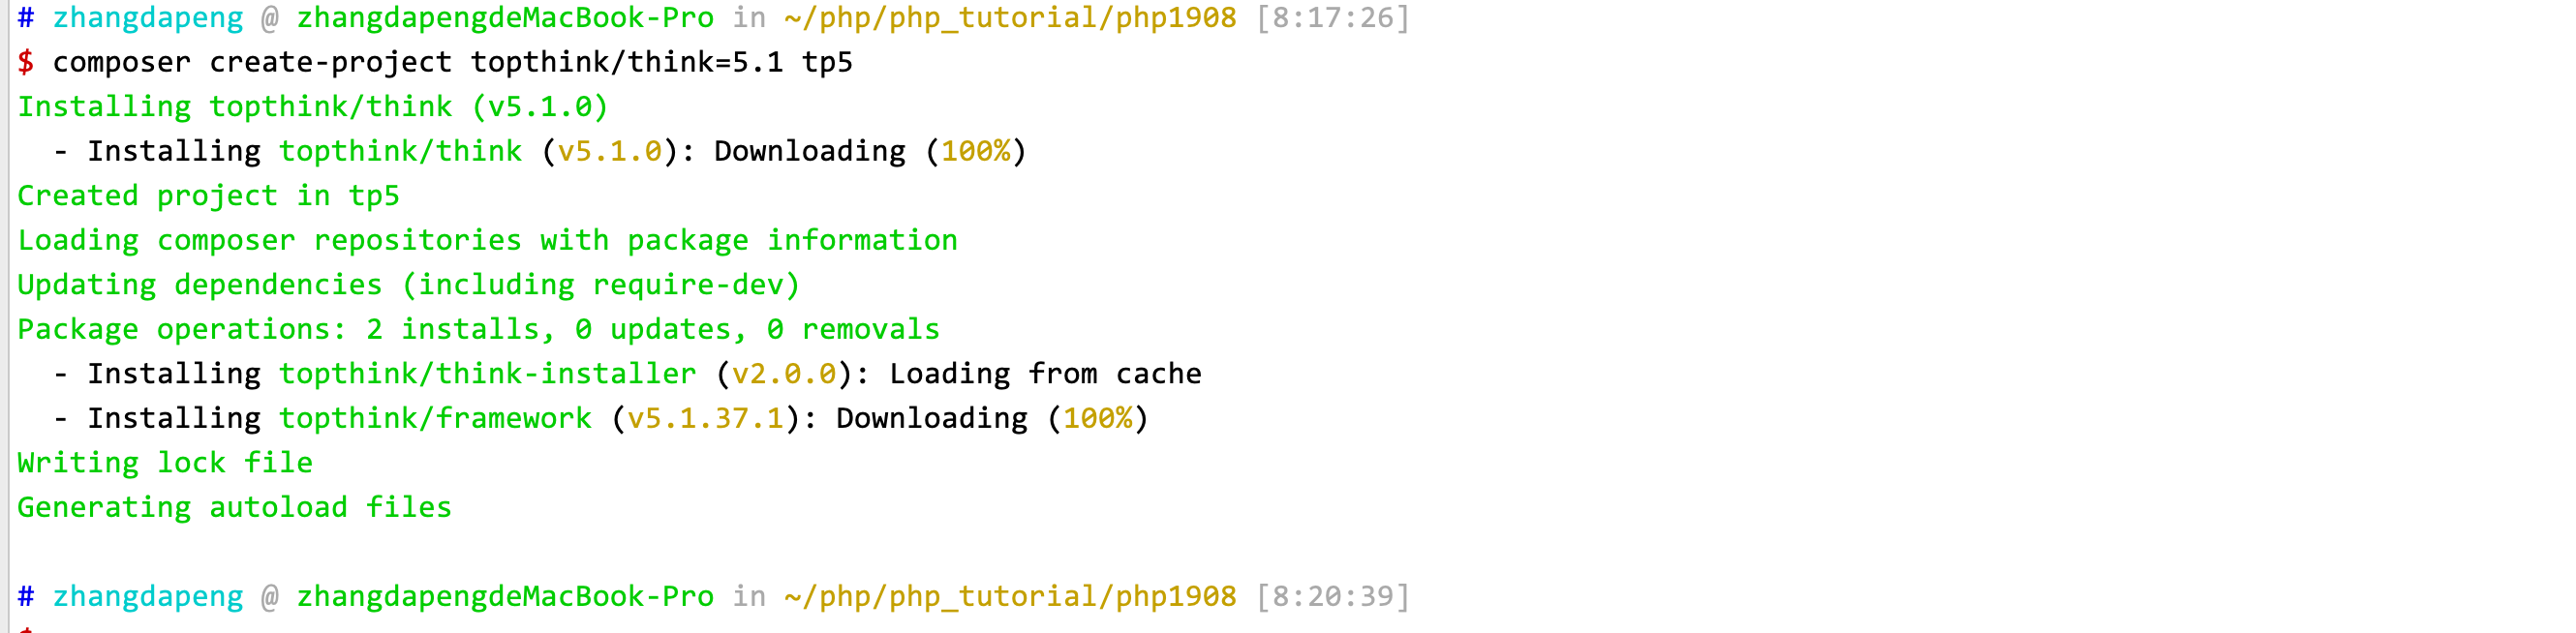 # zhangdapeng @ zhangdapengdeMacBook-Pro in ~/php/php_tutorial/php1908 [8:17:26]
$ composer create-project topthink/think=5.1 tp5
Installing topthink/think (v5.1.0)
  - Installing topthink/think (v5.1.0): Downloading (100%)
Created project in tp5
Loading composer repositories with package information
Updating dependencies (including require-dev)
Package operations: 2 installs, 0 updates, 0 removals
  - Installing topthink/think-installer (v2.0.0): Loading from cache
  - Installing topthink/framework (v5.1.37.1): Downloading (100%)
Writing lock file
Generating autoload files
# zhangdapeng @ zhangdapengdeMacBook-Pro in ~/php/php_tutorial/php1908 [8:20:39]
$